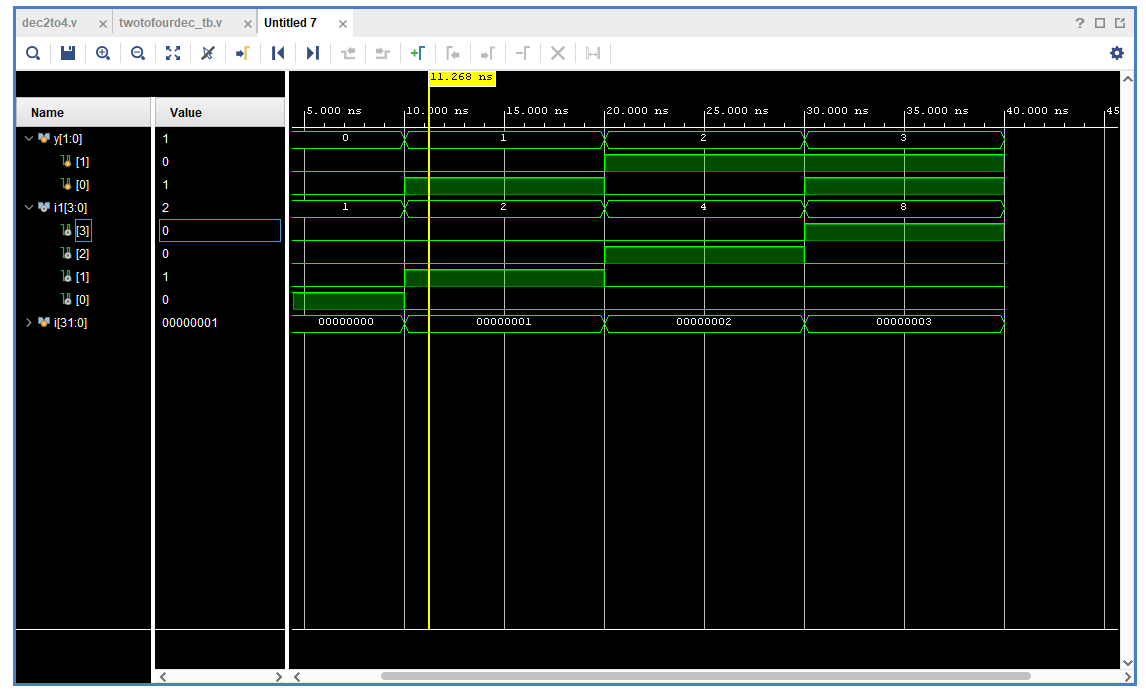 dec2to4.v × twotofourdec_tb.v × Untitled 7 ×
?
11.268 ns
Name Value
5.000 ns 10.000 ns 15.000 ns 20.000 ns 25.000 ns 30.000 ns 35.000 ns 40.000 ns 45
y[1:0] 1 0 1 2 3
[1] 0
[0] 1
i1[3:0] 2 1 2 4 8
[3] 0
[2] 0
[1] 1
[0] 0
i[31:0] 00000001 00000000 00000001 00000002 00000003